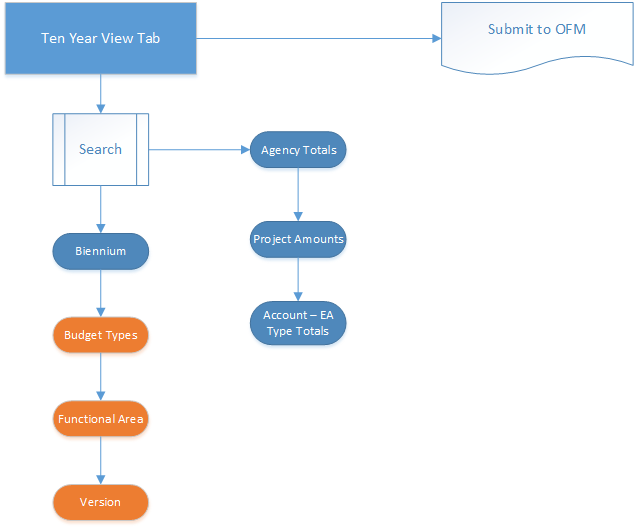 Ten Year View Tab
Submit to OFM
Search
Agency Totals
Biennium
Project Amounts
Budget Types
Account – EA
Type Totals
Functional Area
Version